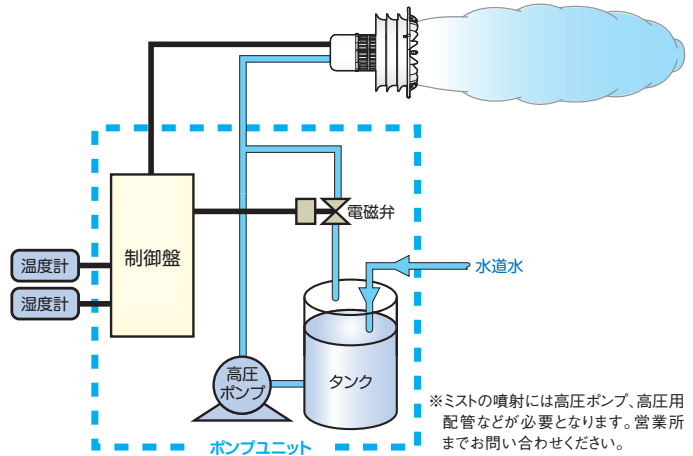 電磁弁
制御盤
温度計
湿度計
水道水
高圧
ポンプ
タンク
ポンプユニット
※ミストの噴射には高圧ポンプ、高圧用
配管などが必要となります。営業所
までお問い合わせください。